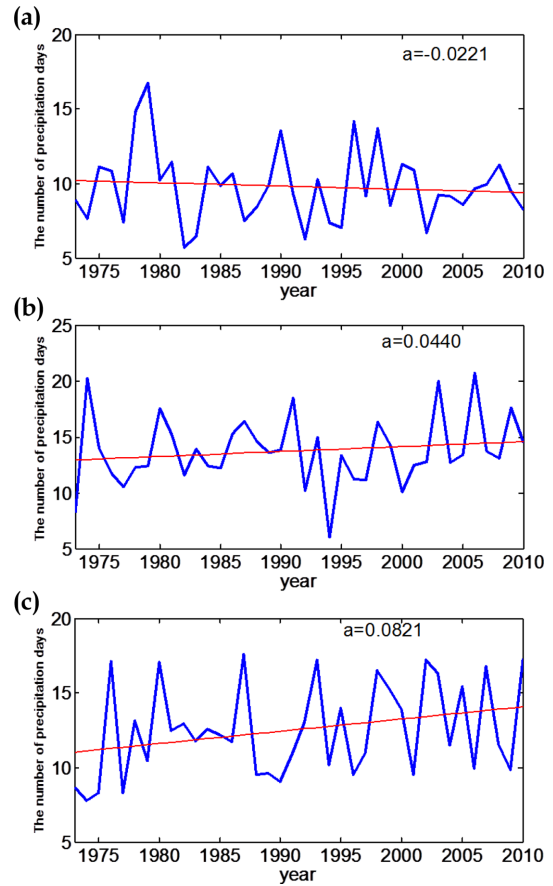 (a)
20
a=-0.0221
15
10
5
The number of precipitation days
1975 1980 1985 1990 1995 2000 2005 2010
year
(b)
25
a=0.0440
20
15
10
5
The number of precipitation days
1975 1980 1985 1990 1995 2000 2005 2010
year
(c)
20
a=0.0821
15
10
5
The number of precipitation days
1975 1980 1985 1990 1995 2000 2005 2010
year